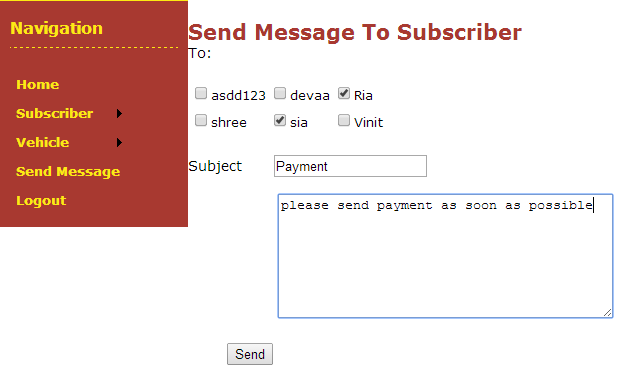 Navigation
Home
Subscriber
Vehicle
Send Message
Logout
Send Message To Subscriber
To:
asdd123 devaa Ria
shree sia Vinit
Subject Payment
please send payment as soon as possible
Send